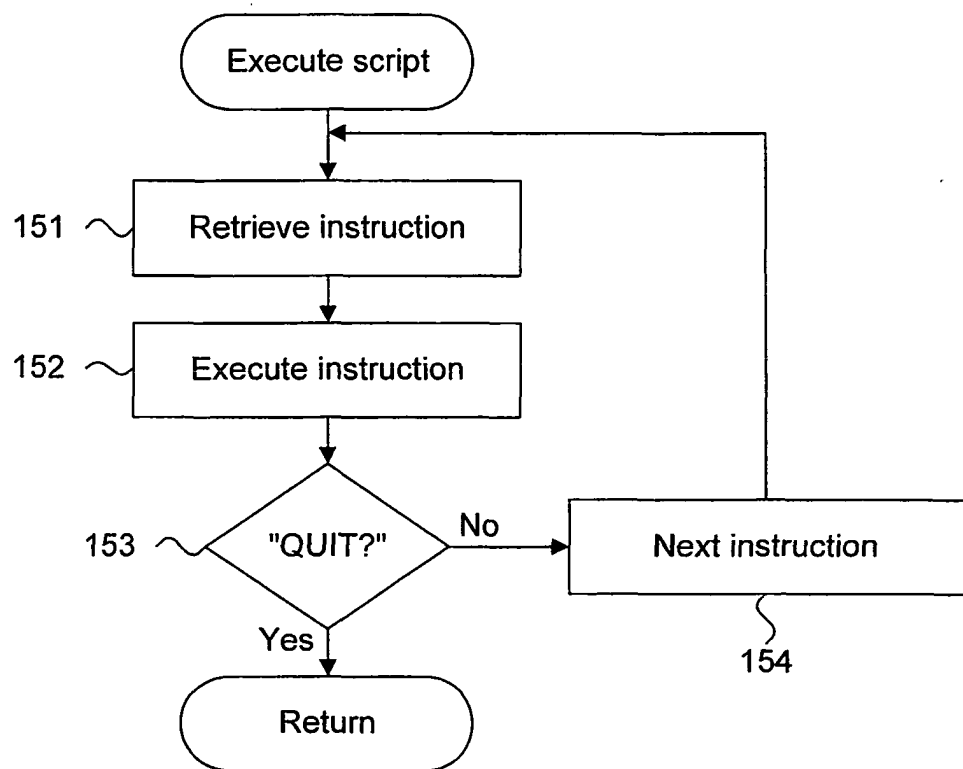 Execute script
151
Retrieve instruction
152
Execute instruction
153
"QUIT?"
No
Next instruction
154
Yes
Return